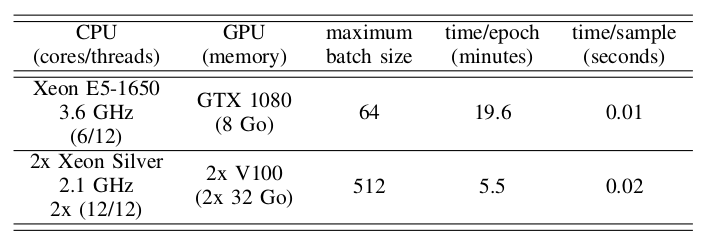 CPU GPU maximum time/epoch time/sample
(cores/threads) (memory) batch size (minutes) (seconds)
Xeon E5-1650
3.6 GHz
(6/12)
GTX 1080
(8 Go)
64
19.6
0.01
2x Xeon Silver
2.1 GHz
2x (12/12)
2x V100
(2x 32 Go)
512
5.5
0.02